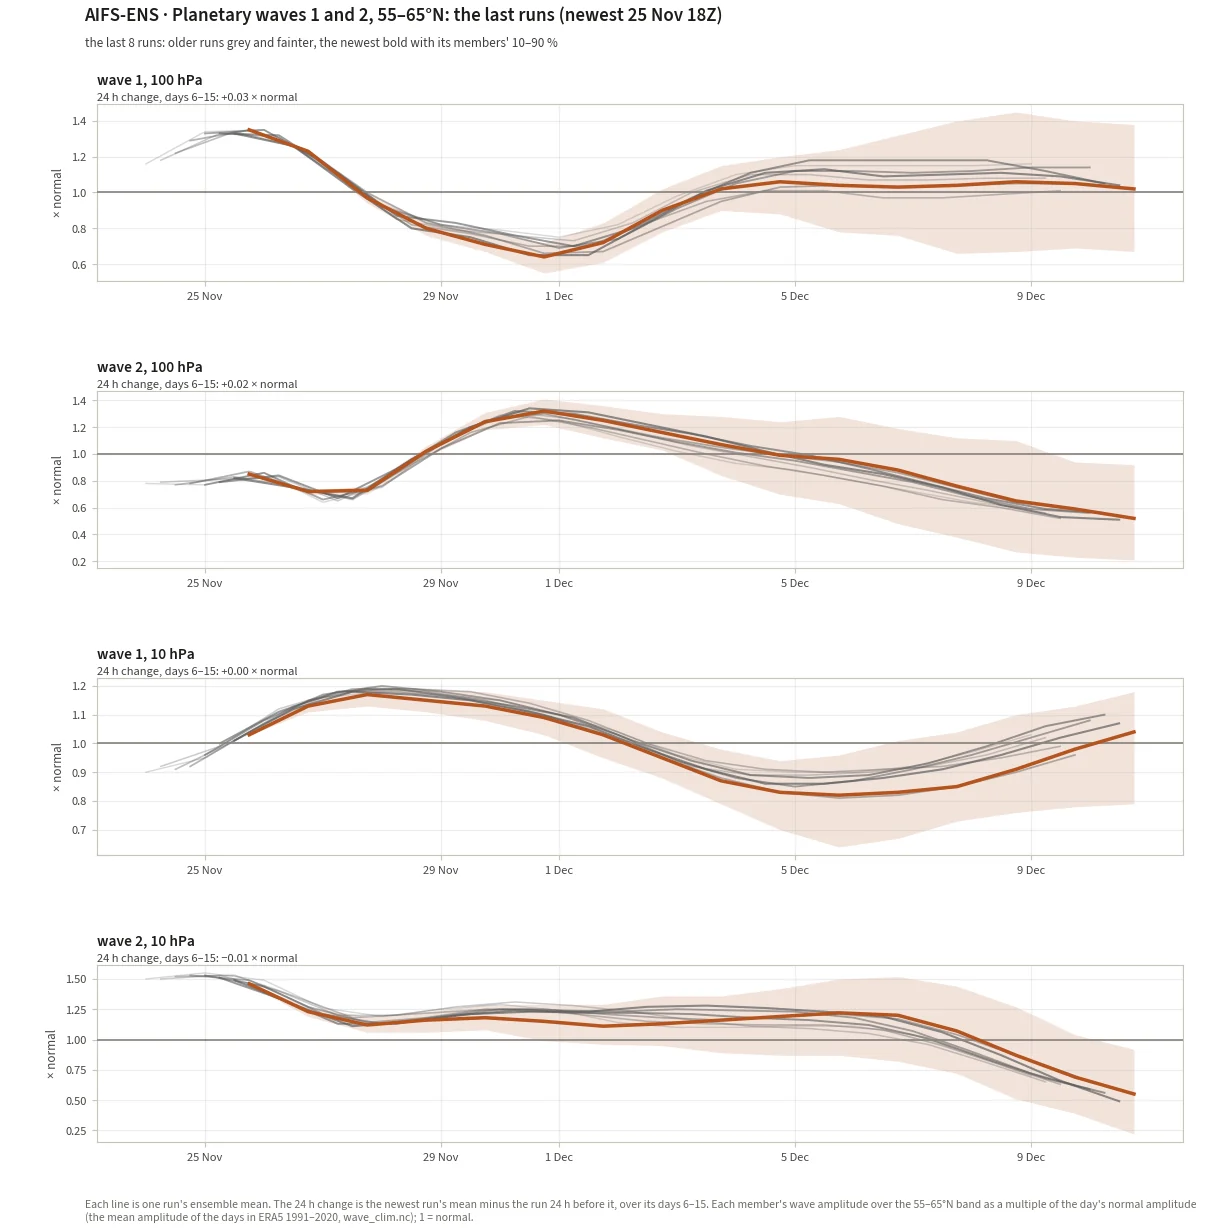 AIFS-ENS · Planetary waves 1 and 2, 55–65°N: the last runs (newest 25 Nov 18Z)
the last 8 runs: older runs grey and fainter, the newest bold with its members' 10–90 %
wave 1, 100 hPa
24 h change, days 6–15: +0.03 × normal
1.4
1.2
1.0
0.8
0.6
× normal
25 Nov
29 Nov
1 Dec
5 Dec
9 Dec
wave 2, 100 hPa
24 h change, days 6–15: +0.02 × normal
1.4
1.2
1.0
0.8
0.6
0.4
0.2
× normal
25 Nov
29 Nov
1 Dec
5 Dec
9 Dec
wave 1, 10 hPa
24 h change, days 6–15: +0.00 × normal
1.2
1.1
1.0
0.9
0.8
0.7
× normal
25 Nov
29 Nov
1 Dec
5 Dec
9 Dec
wave 2, 10 hPa
24 h change, days 6–15: −0.01 × normal
1.50
1.25
1.00
0.75
0.50
0.25
× normal
25 Nov
29 Nov
1 Dec
5 Dec
9 Dec
Each line is one run's ensemble mean. The 24 h change is the newest run's mean minus the run 24 h before it, over its days 6–15. Each member's wave amplitude over the 55–65°N band as a multiple of the day's normal amplitude
(the mean amplitude of the days in ERA5 1991–2020, wave_clim.nc); 1 = normal.